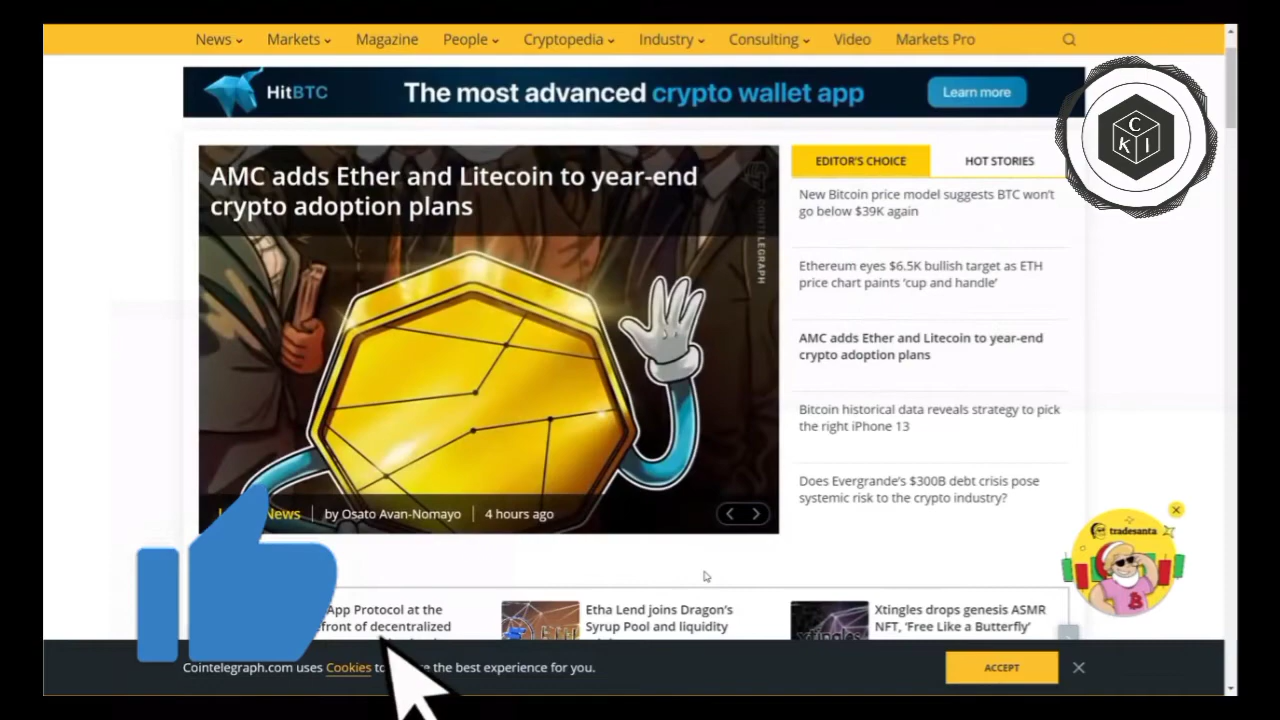 News Markets Magazine People Cryptopedia Industry Consulting Video Markets Pro
HitBTC The most advanced crypto wallet app Learn more
C
K I
AMC adds Ether and Litecoin to year-end
crypto adoption plans
COINTELEGRAPH
News | by Osato Avan-Nomayo | 4 hours ago
EDITOR'S CHOICE HOT STORIES
New Bitcoin price model suggests BTC won't
go below $39K again
Ethereum eyes $6.5K bullish target as ETH
price chart paints 'cup and handle'
AMC adds Ether and Litecoin to year-end
crypto adoption plans
Bitcoin historical data reveals strategy to pick
the right iPhone 13
Does Evergrande's $300B debt crisis pose
systemic risk to the crypto industry?
tradesanta
App Protocol at the
of decentralized
Etha Lend joins Dragon's
Syrup Pool and liquidity
Xtingles drops genesis ASMR
NFT, 'Free Like a Butterfly'
Cointelegraph.com uses Cookies to the best experience for you.
ACCEPT